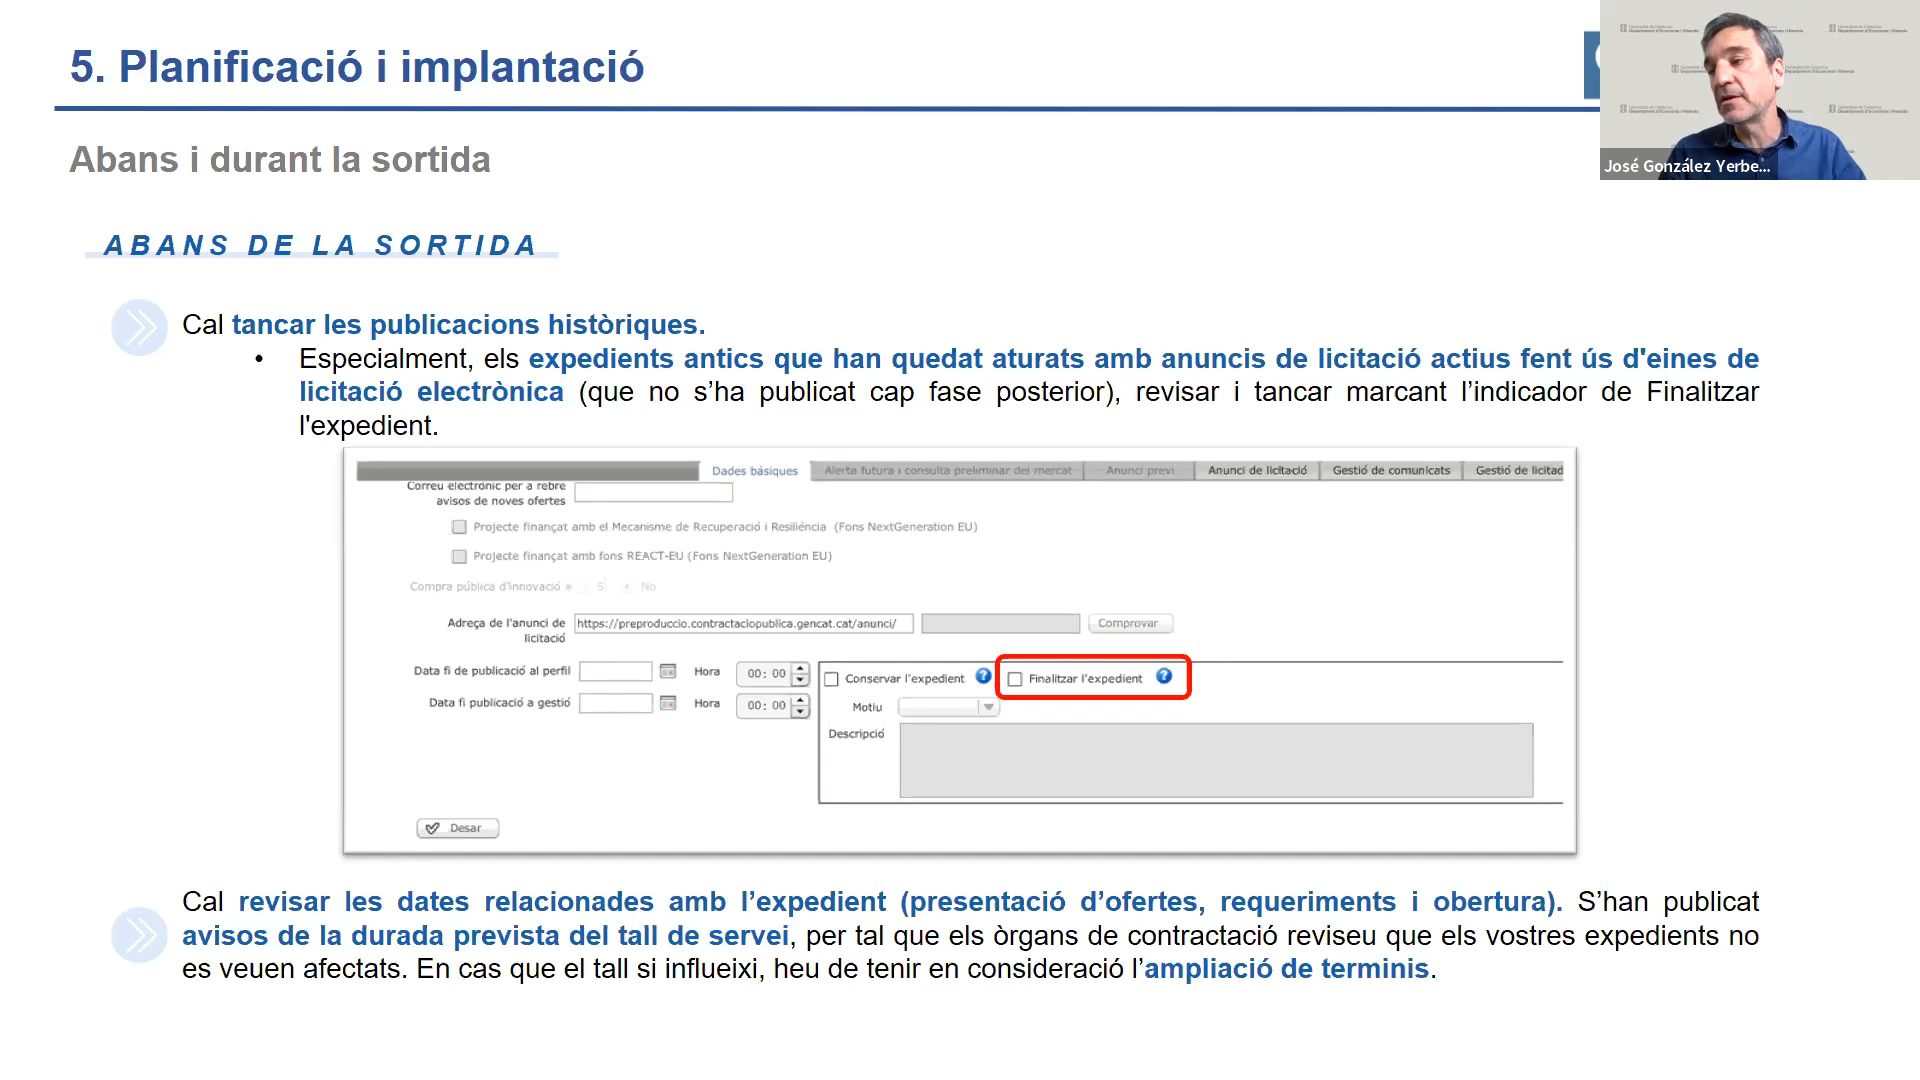 5. Planificació i implantació
José González Yerbe...
Abans i durant la sortida
ABANS DE LA SORTIDA
Cal tancar les publicacions històriques.
• Especialment, els expedients antics que han quedat aturats amb anuncis de licitació actius fent ús d'eines de
licitació electrònica (que no s’ha publicat cap fase posterior), revisar i tancar marcant l’indicador de Finalitzar
l'expedient.
Dades bàsiques Alerta futura i consulta preliminar del mercat Anunci previ Anunci de licitació Gestió de comunicats Gestió de licitad
Correu electrònic per a rebre
avisos de noves ofertes
Projecte finançat amb el Mecanisme de Recuperació i Resiliència (Fons NextGeneration EU)
Projecte finançat amb fons REACT-EU (Fons NextGeneration EU)
Compra pública d'innovació Sí No
Adreça de l'anunci de
licitació
https://preproduccio.contractaciopublica.gencat.cat/anunci/ Comprovar
Data fi de publicació al perfil Hora 00: 00
Conservar l'expedient ? Finalitzar l'expedient ?
Data fi publicació a gestió Hora 00: 00
Motiu
Descripció
Desar
Cal revisar les dates relacionades amb l’expedient (presentació d’ofertes, requeriments i obertura). S’han publicat
avisos de la durada prevista del tall de servei, per tal que els òrgans de contractació reviseu que els vostres expedients no
es veuen afectats. En cas que el tall si influeixi, heu de tenir en consideració l’ampliació de terminis.